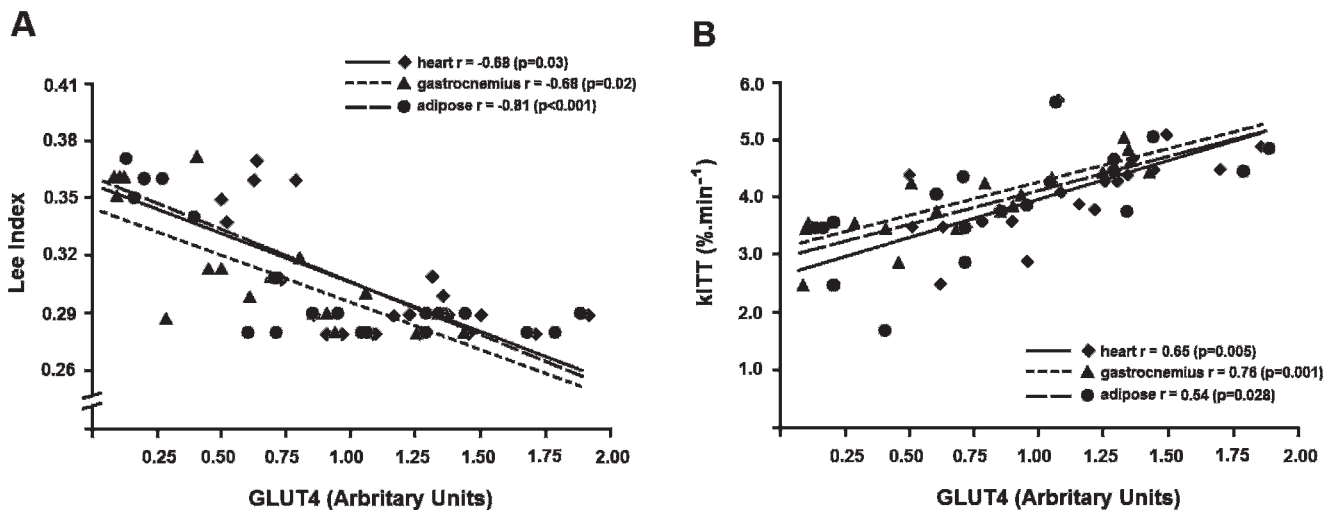 A
heart r = -0.68 (p=0.03)
gastrocnemius r = -0.68 (p=0.02)
adipose r = -0.81 (p<0.001)
0.41
0.38
0.35
0.32
0.29
0.26
Lee Index
0.25 0.50 0.75 1.00 1.25 1.50 1.75 2.00
GLUT4 (Arbritary Units)
B
6.0
5.0
4.0
3.0
2.0
1.0
kITT (%.min-1)
heart r = 0.65 (p=0.005)
gastrocnemius r = 0.76 (p=0.001)
adipose r = 0.54 (p=0.028)
0.25 0.50 0.75 1.00 1.25 1.50 1.75 2.00
GLUT4 (Arbritary Units)